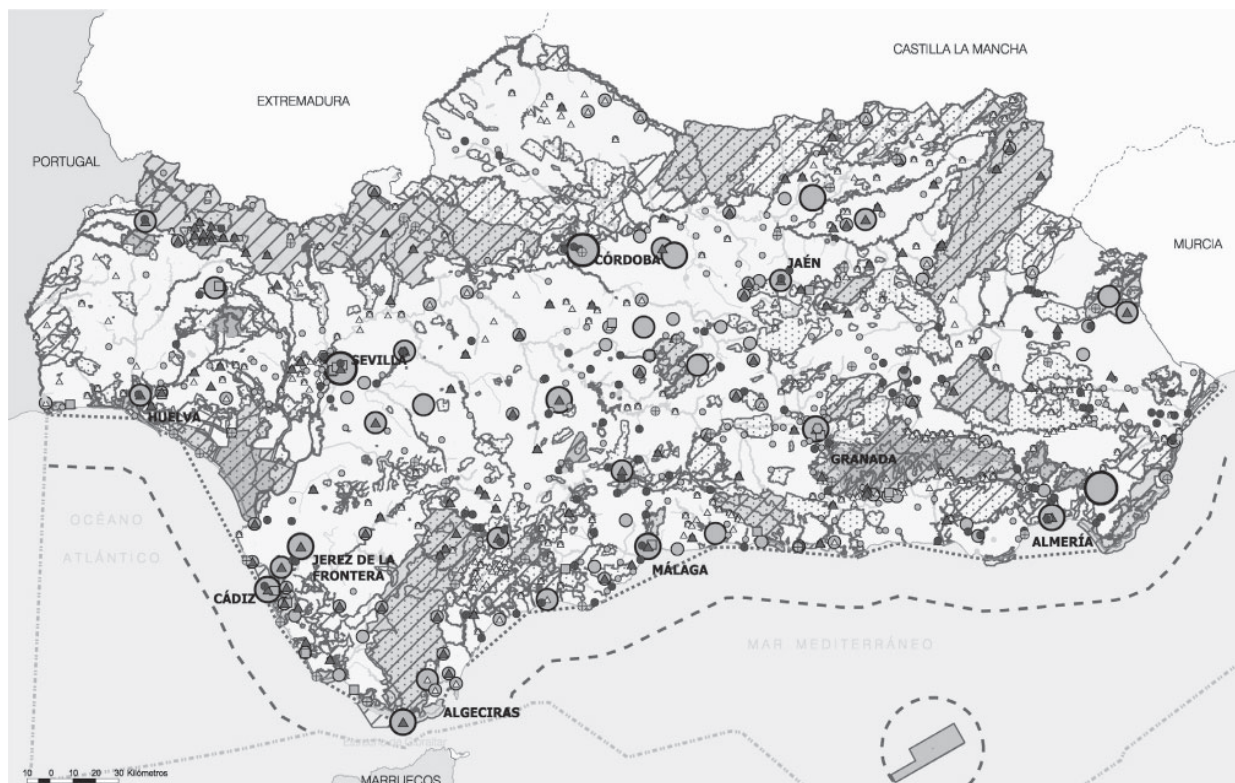 CASTILLA LA MANCHA
EXTREMADURA
PORTUGAL
MURCIA
CÓRDOBA
JAÉN
SEVILLA
HUELVA
GRANADA
OCÉANO
ATLÁNTICO
JEREZ DE LA
FRONTERA
ALMERÍA
MÁLAGA
CÁDIZ
MAR MEDITERRÁNEO
ALGECIRAS
MARRUECOS
10 0 10 20 30 Kilómetros